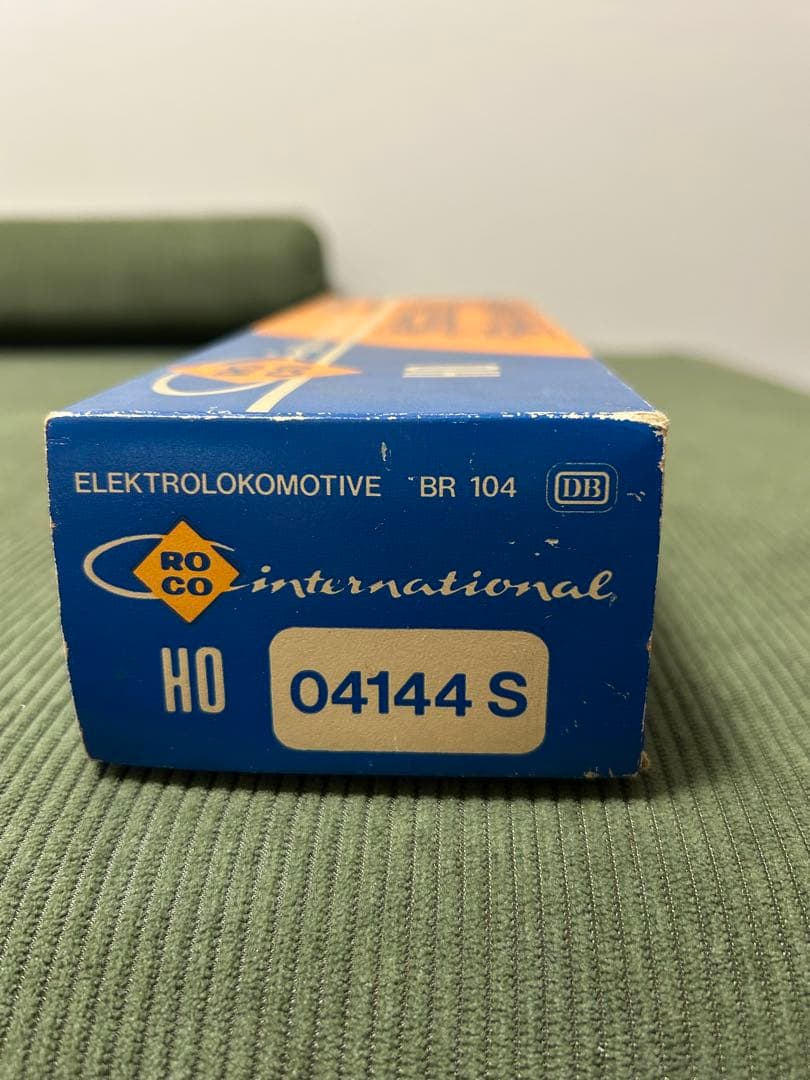 ELEKTROLOKOMOTIVE BR 104 DB
RO
CO
international
HO
04144 S